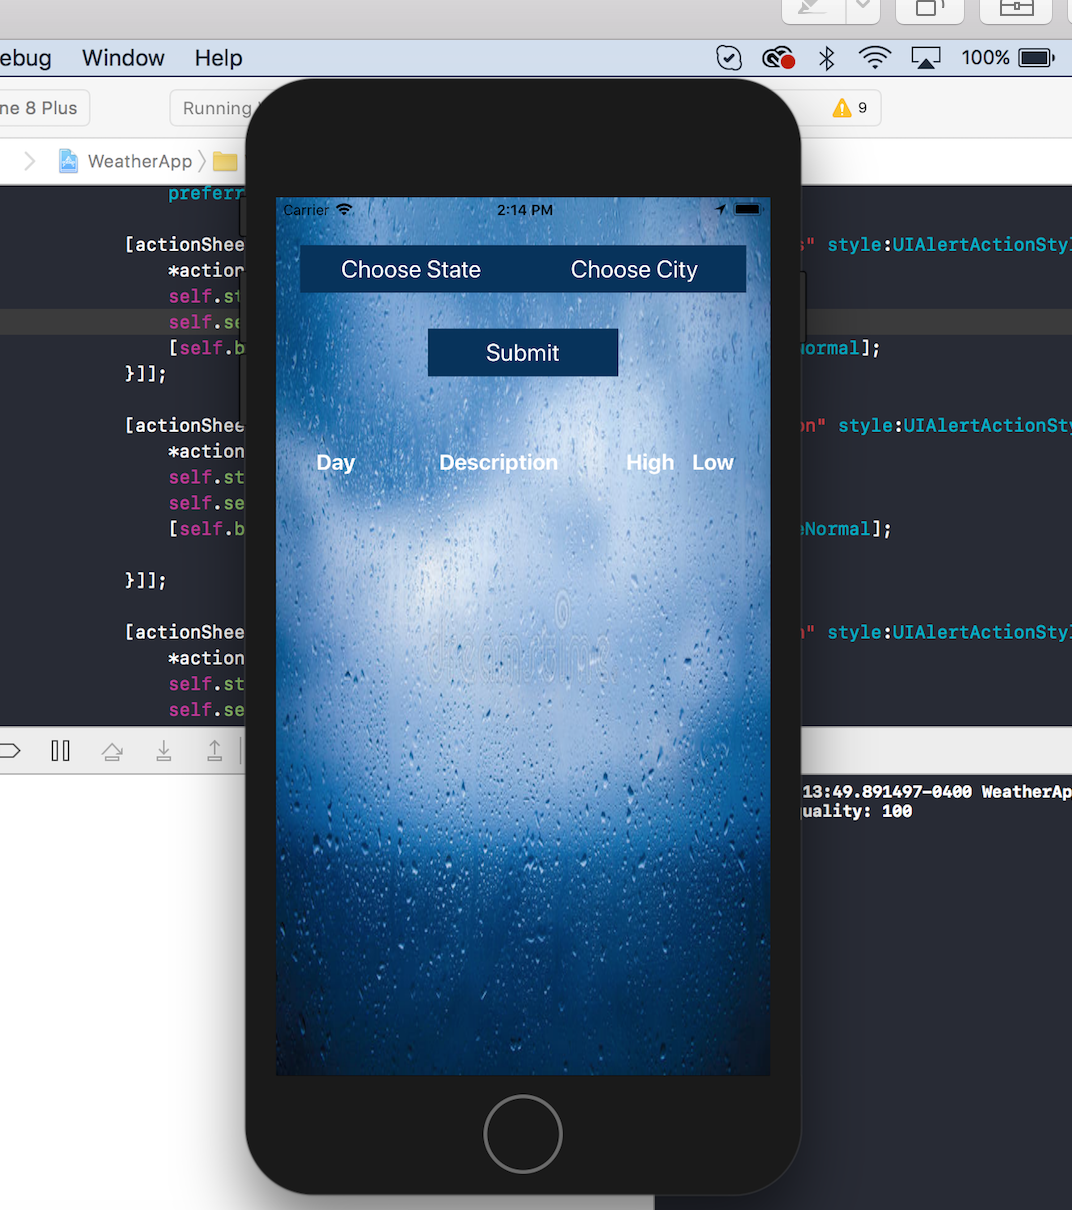 ebug Window Help 100%
ne 8 Plus Running 9
WeatherApp
preferr
[actionShee s" style:UIAlertActionStyl
*action
self.st
self.se
[self.b ormal];
}]];
[actionShee on" style:UIAlertActionSty
*action
self.st
self.se
[self.b eNormal];
}]];
[actionShee n" style:UIAlertActionStyl
*action
self.st
self.se
13:49.891497-0400 WeatherAp
uality: 100
Carrier 2:14 PM
Choose State Choose City
Submit
Day Description High Low